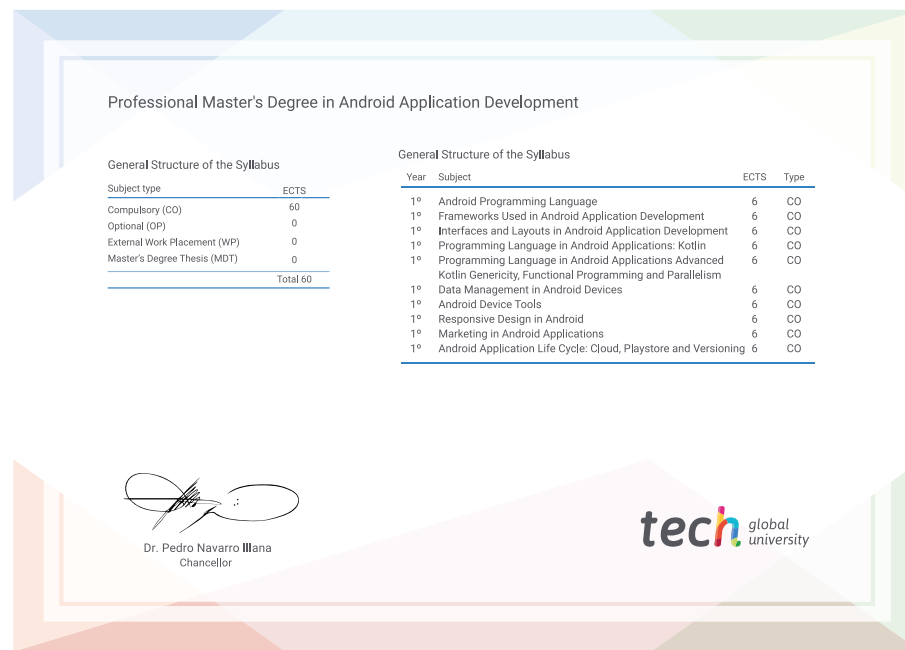 Professional Master's Degree in Android Application Development
General Structure of the Syllabus
Subject type ECTS
Compulsory (CO) 60
Optional (OP) 0
External Work Placement (WP) 0
Master's Degree Thesis (MDT) 0
Total 60
General Structure of the Syllabus
Year Subject ECTS Type
1º Android Programming Language 6 CO
1º Frameworks Used in Android Application Development 6 CO
1º Interfaces and Layouts in Android Application Development 6 CO
1º Programming Language in Android Applications: Kotlin 6 CO
1º Programming Language in Android Applications Advanced 6 CO
Kotlin Genericity, Functional Programming and Parallelism
1º Data Management in Android Devices 6 CO
1º Android Device Tools 6 CO
1º Responsive Design in Android 6 CO
1º Marketing in Android Applications 6 CO
1º Android Application Life Cycle: Cloud, Playstore and Versioning 6 CO
Dr. Pedro Navarro Illana
Chancellor
tech global
university